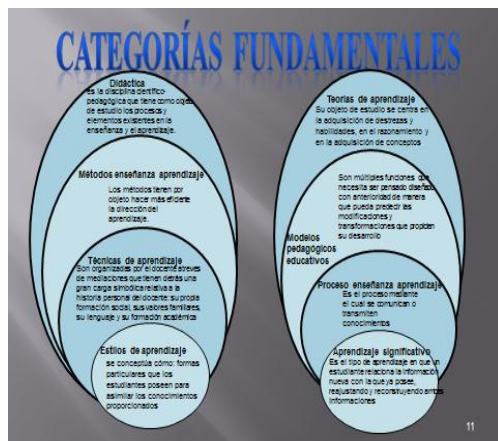 CATEGORÍAS FUNDAMENTALES
Didáctica
es la disciplina científico-
pedagógica que tiene como objeto
de estudio los procesos y
elementos existentes en la
enseñanza y el aprendizaje.
Métodos enseñanza aprendizaje
Los métodos tienen por
objeto hacer más eficiente
la dirección del
aprendizaje.
Técnicas de aprendizaje
Son organizadas por el docente atreves
de mediaciones que tienen detrás una
gran carga simbólica relativa a la
historia personal del docente: su propia
formación social, sus valores familiares,
su lenguaje y su formación académica
Estilos de aprendizaje
se conceptúa cómo: formas
particulares que los
estudiantes poseen para
asimilar los conocimientos
proporcionados
Teorías de aprendizaje
Su objeto de estudio se centra en
la adquisición de destrezas y
habilidades, en el razonamiento y
en la adquisición de conceptos
Son múltiples funciones que
necesita ser pensado diseñado
con anterioridad de manera
que pueda predecir las
modificaciones y
transformaciones que propicien
su desarrollo
Modelos
pedagógicos
educativos
Proceso enseñanza aprendizaje
Es el proceso mediante
el cual se comunican o
transmiten
conocimientos
Aprendizaje significativo
Es el tipo de aprendizaje en que un
estudiante relaciona la información
nueva con la que ya posee,
reajustando y reconstruyendo ambas
informaciones
11